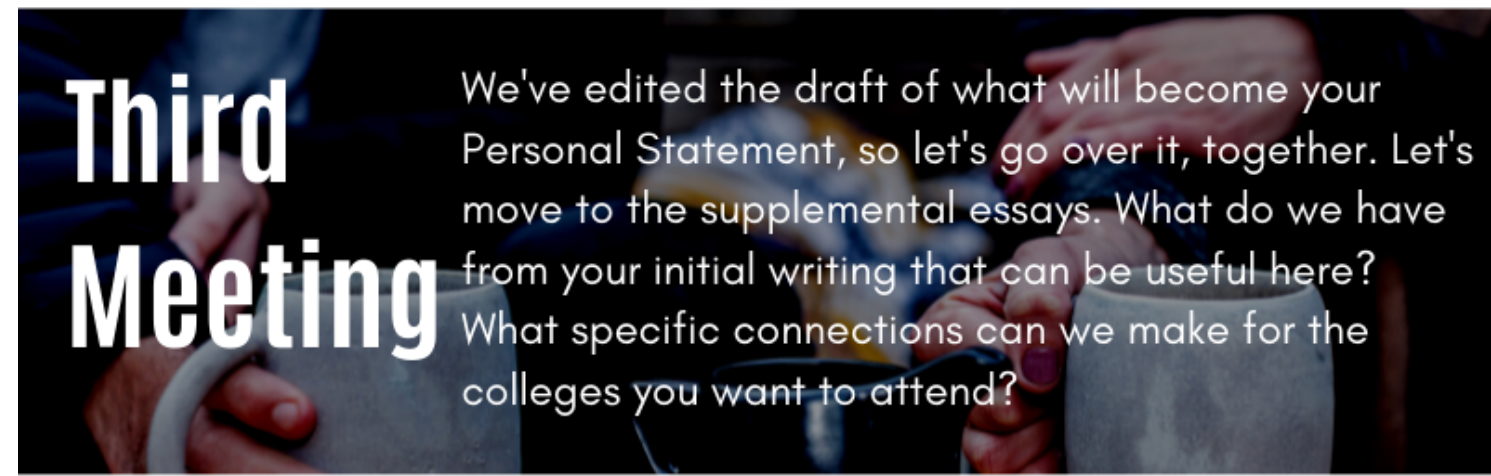 Third
Meeting
We've edited the draft of what will become your
Personal Statement, so let's go over it, together. Let's
move to the supplemental essays. What do we have
from your initial writing that can be useful here?
What specific connections can we make for the
colleges you want to attend?